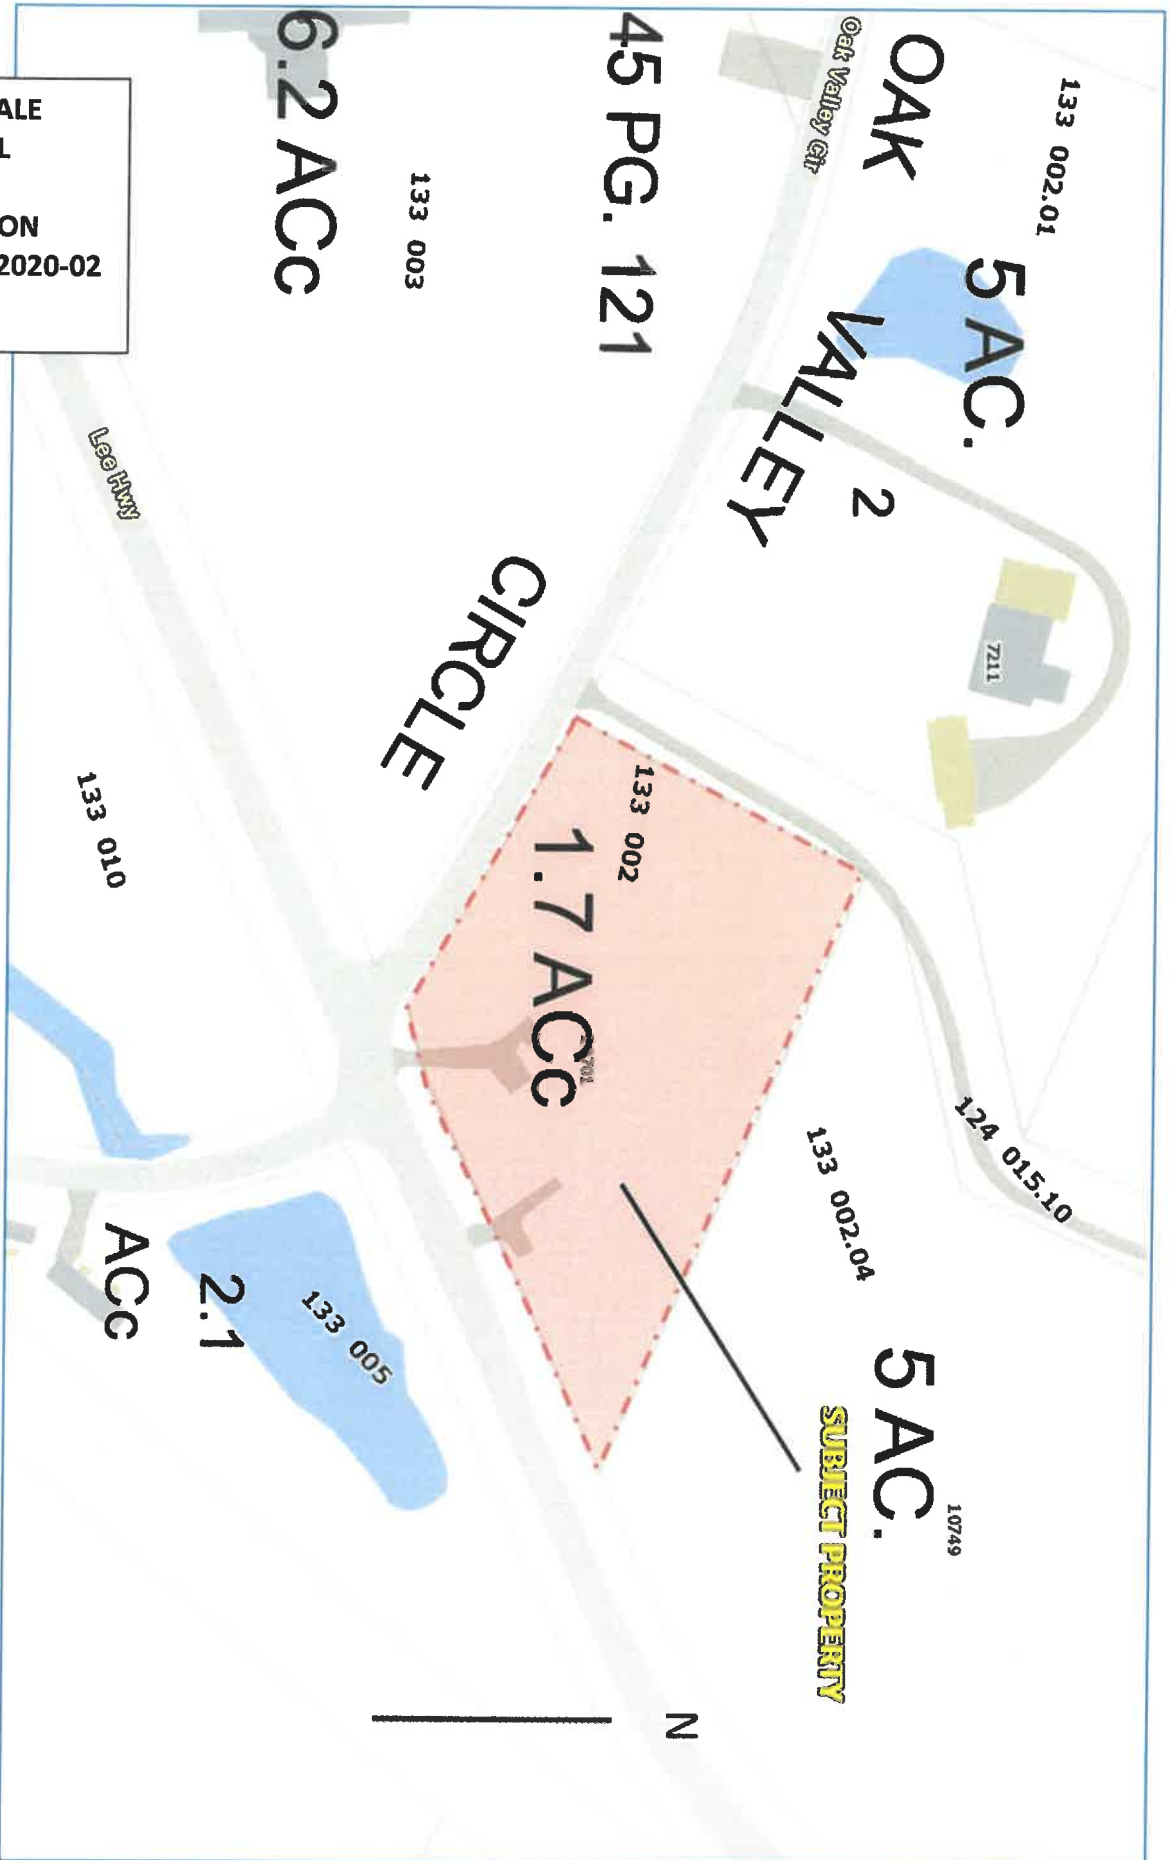 133 002.01
5 AC.
OAK
Oak Valley Cir
VALLEY
2
7211
45 PG. 121
133 003
6.2 ACc
CIRCLE
Lee Hwy
133 010
133 002
1.7 ACc
124 015.10
133 002.04
5 AC.
10749
SUBJECT PROPERTY
133 005
2.1
ACc
N
ALE
L
ON
2020-02